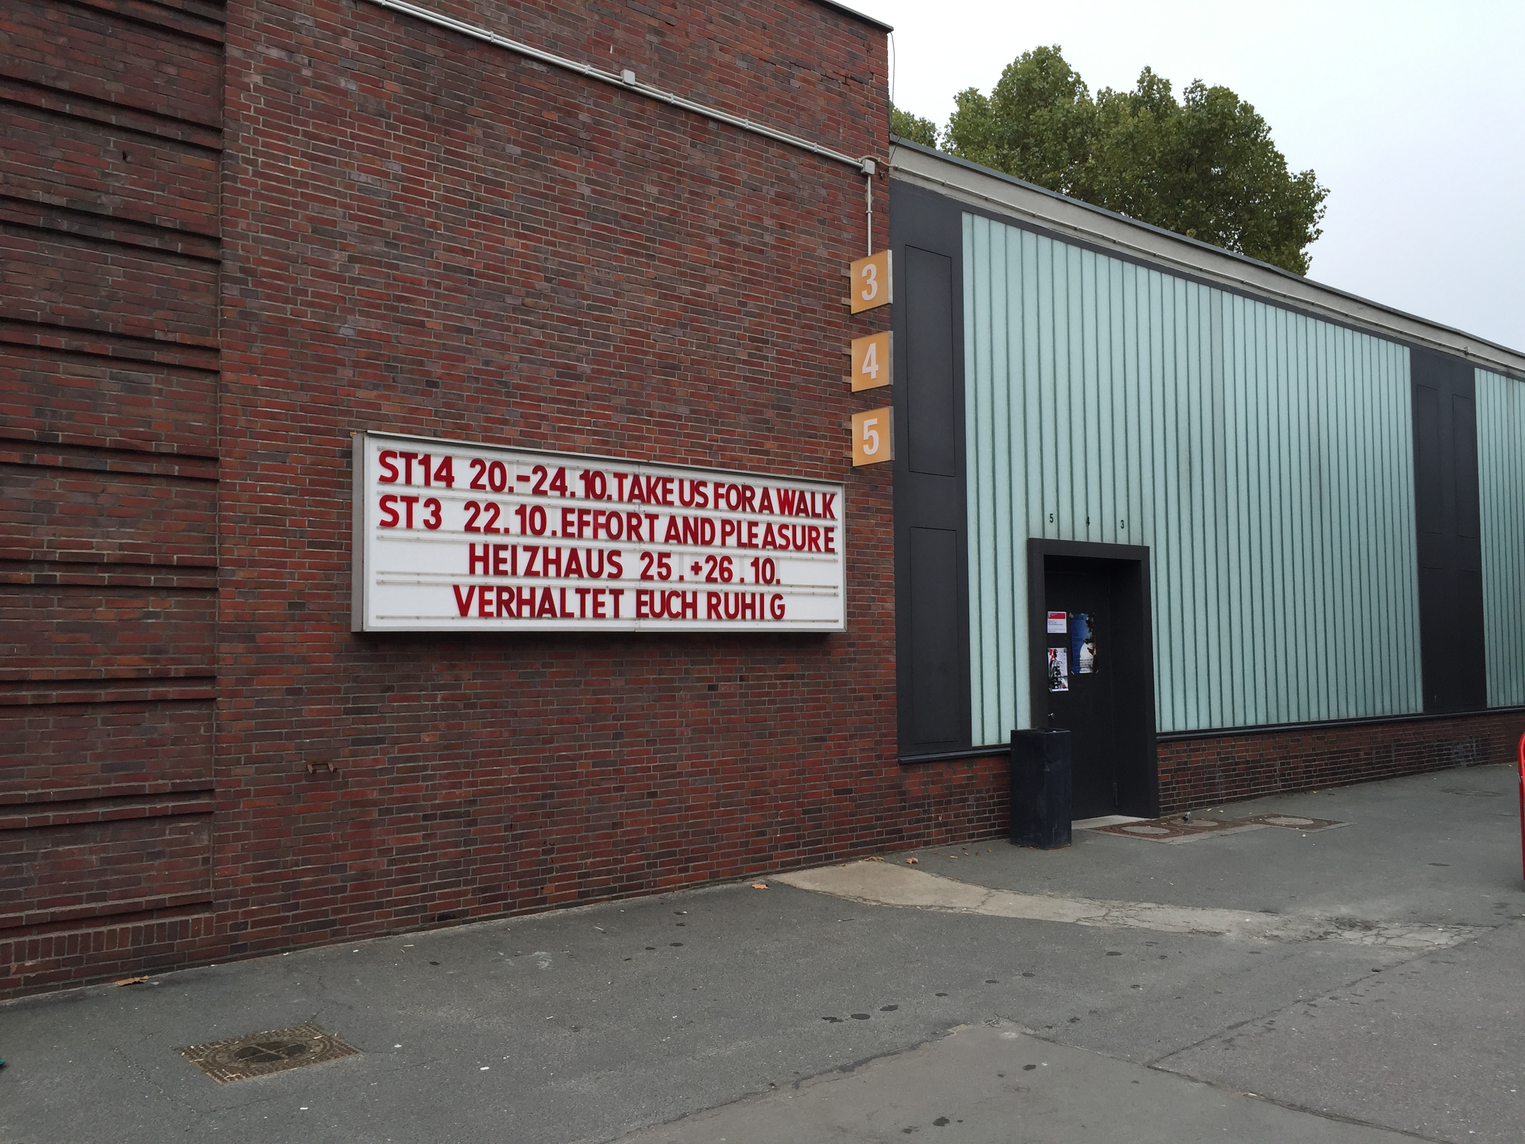 ST14 20.-24.10.TAKE US FOR A WALK
ST3 22.10.EFFORT AND PLEASURE
HEIZHAUS 25.+26.10.
VERHALTET EUCH RUHIG
3
4
5
5 4 3